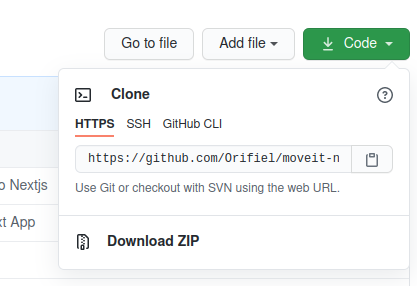 Go to file Add file Code
Clone
HTTPS SSH GitHub CLI
https://github.com/Orifiel/moveit-n
Use Git or checkout with SVN using the web URL.
o Nextjs
xt App
Download ZIP